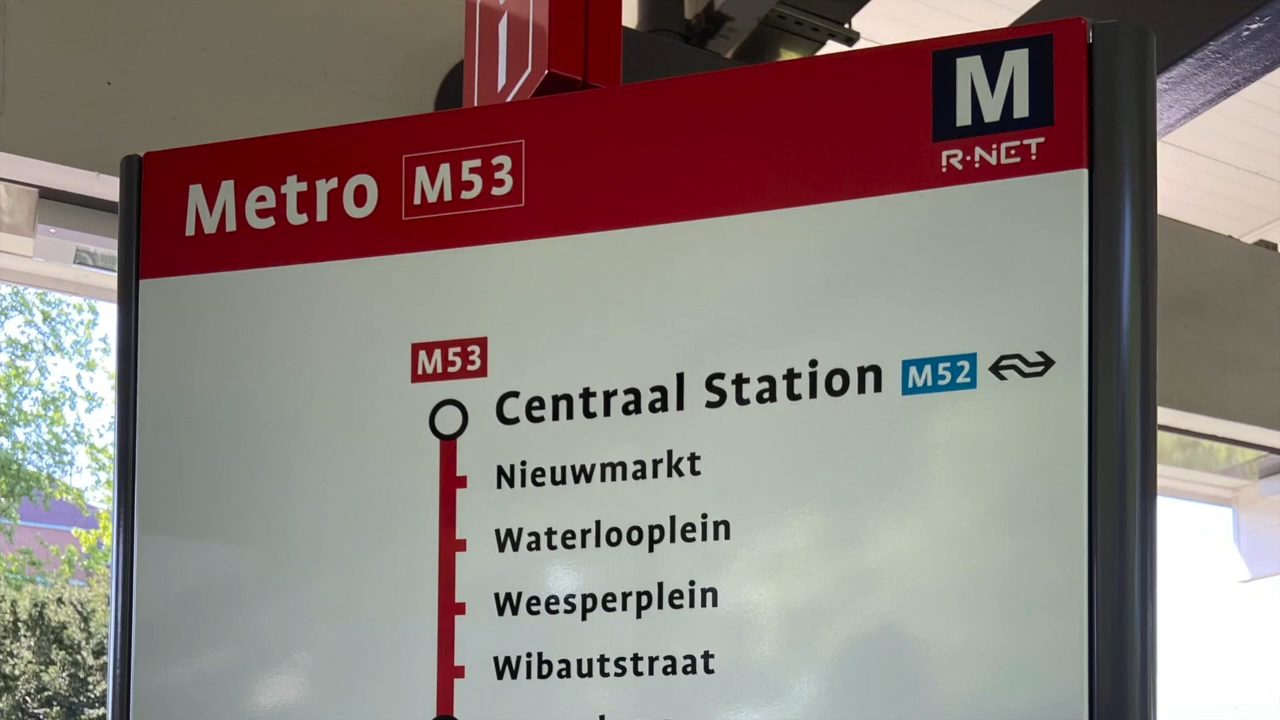 Metro M53
M
R·NET
M53
Centraal Station M52
Nieuwmarkt
Waterlooplein
Weesperplein
Wibautstraat